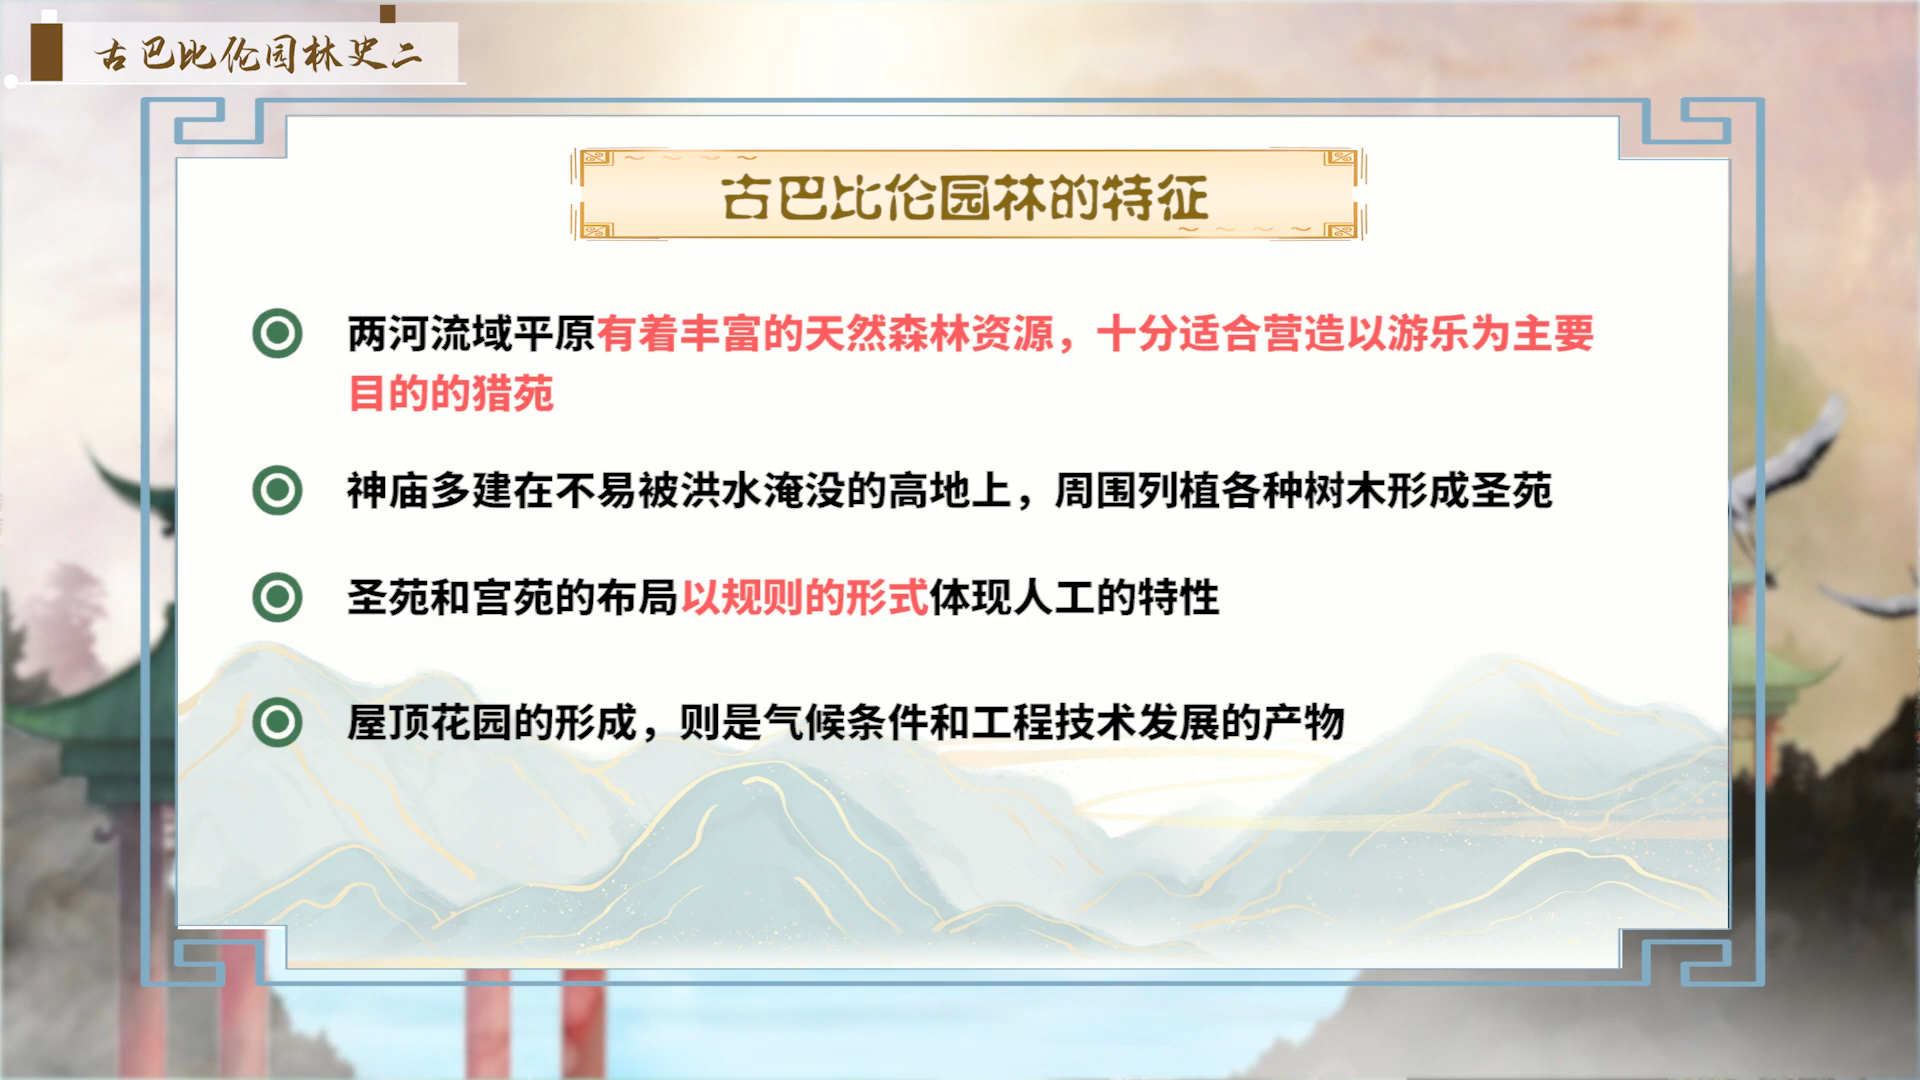 古巴比伦园林史二
古巴比伦园林的特征
两河流域平原有着丰富的天然森林资源，十分适合营造以游乐为主要
目的的猎苑
神庙多建在不易被洪水淹没的高地上，周围列植各种树木形成圣苑
圣苑和宫苑的布局以规则的形式体现人工的特性
屋顶花园的形成，则是气候条件和工程技术发展的产物